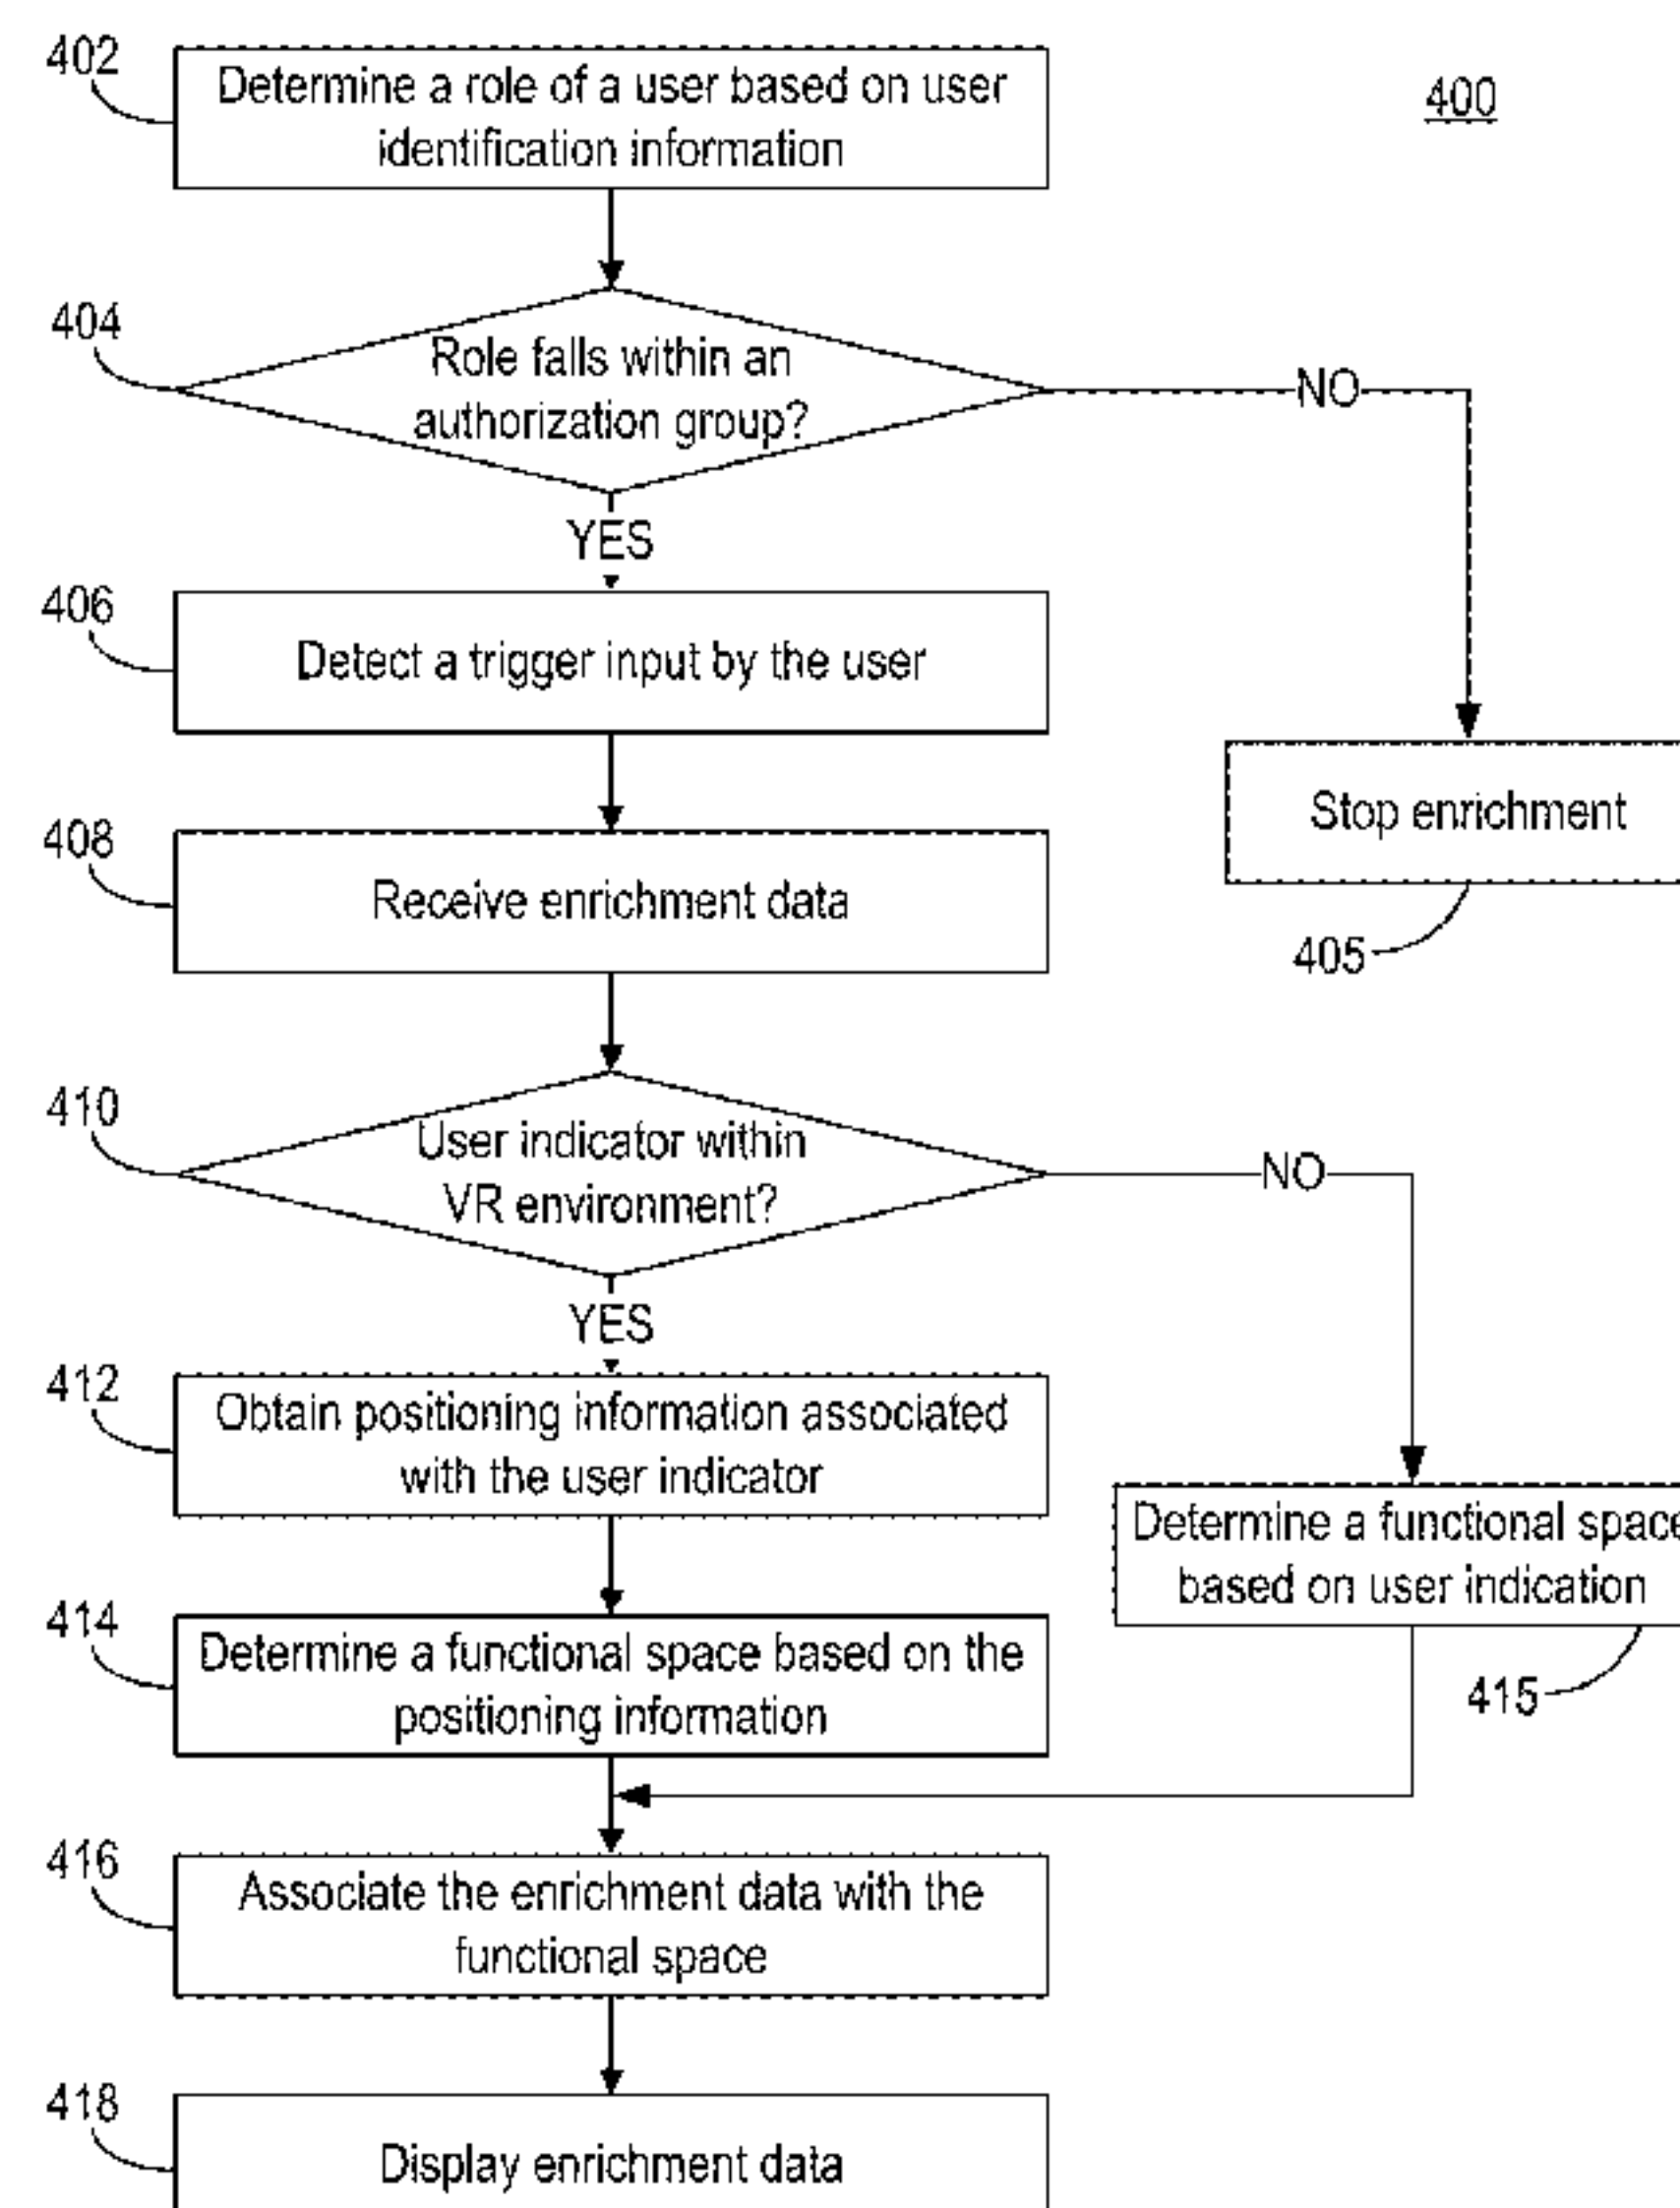 402
Determine a role of a user based on user
identification information
400
404
Role falls within an
authorization group?
NO
YES
406
Detect a trigger input by the user
Stop enrichment
405
408
Receive enrichment data
410
User indicator within
VR environment?
NO
YES
412
Obtain positioning information associated
with the user indicator
Determine a functional space
based on user indication
415
414
Determine a functional space based on the
positioning information
416
Associate the enrichment data with the
functional space
418
Display enrichment data